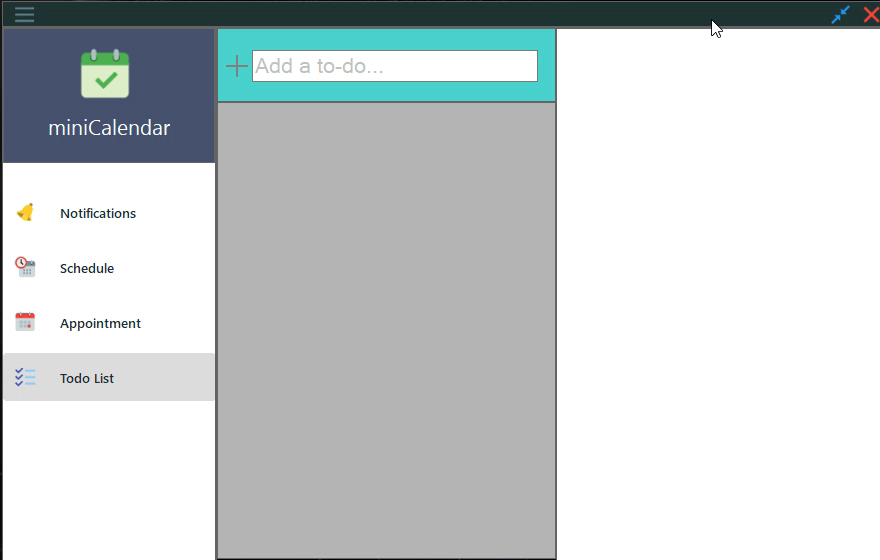 Add a to-do...
miniCalendar
Notifications
Schedule
Appointment
Todo List